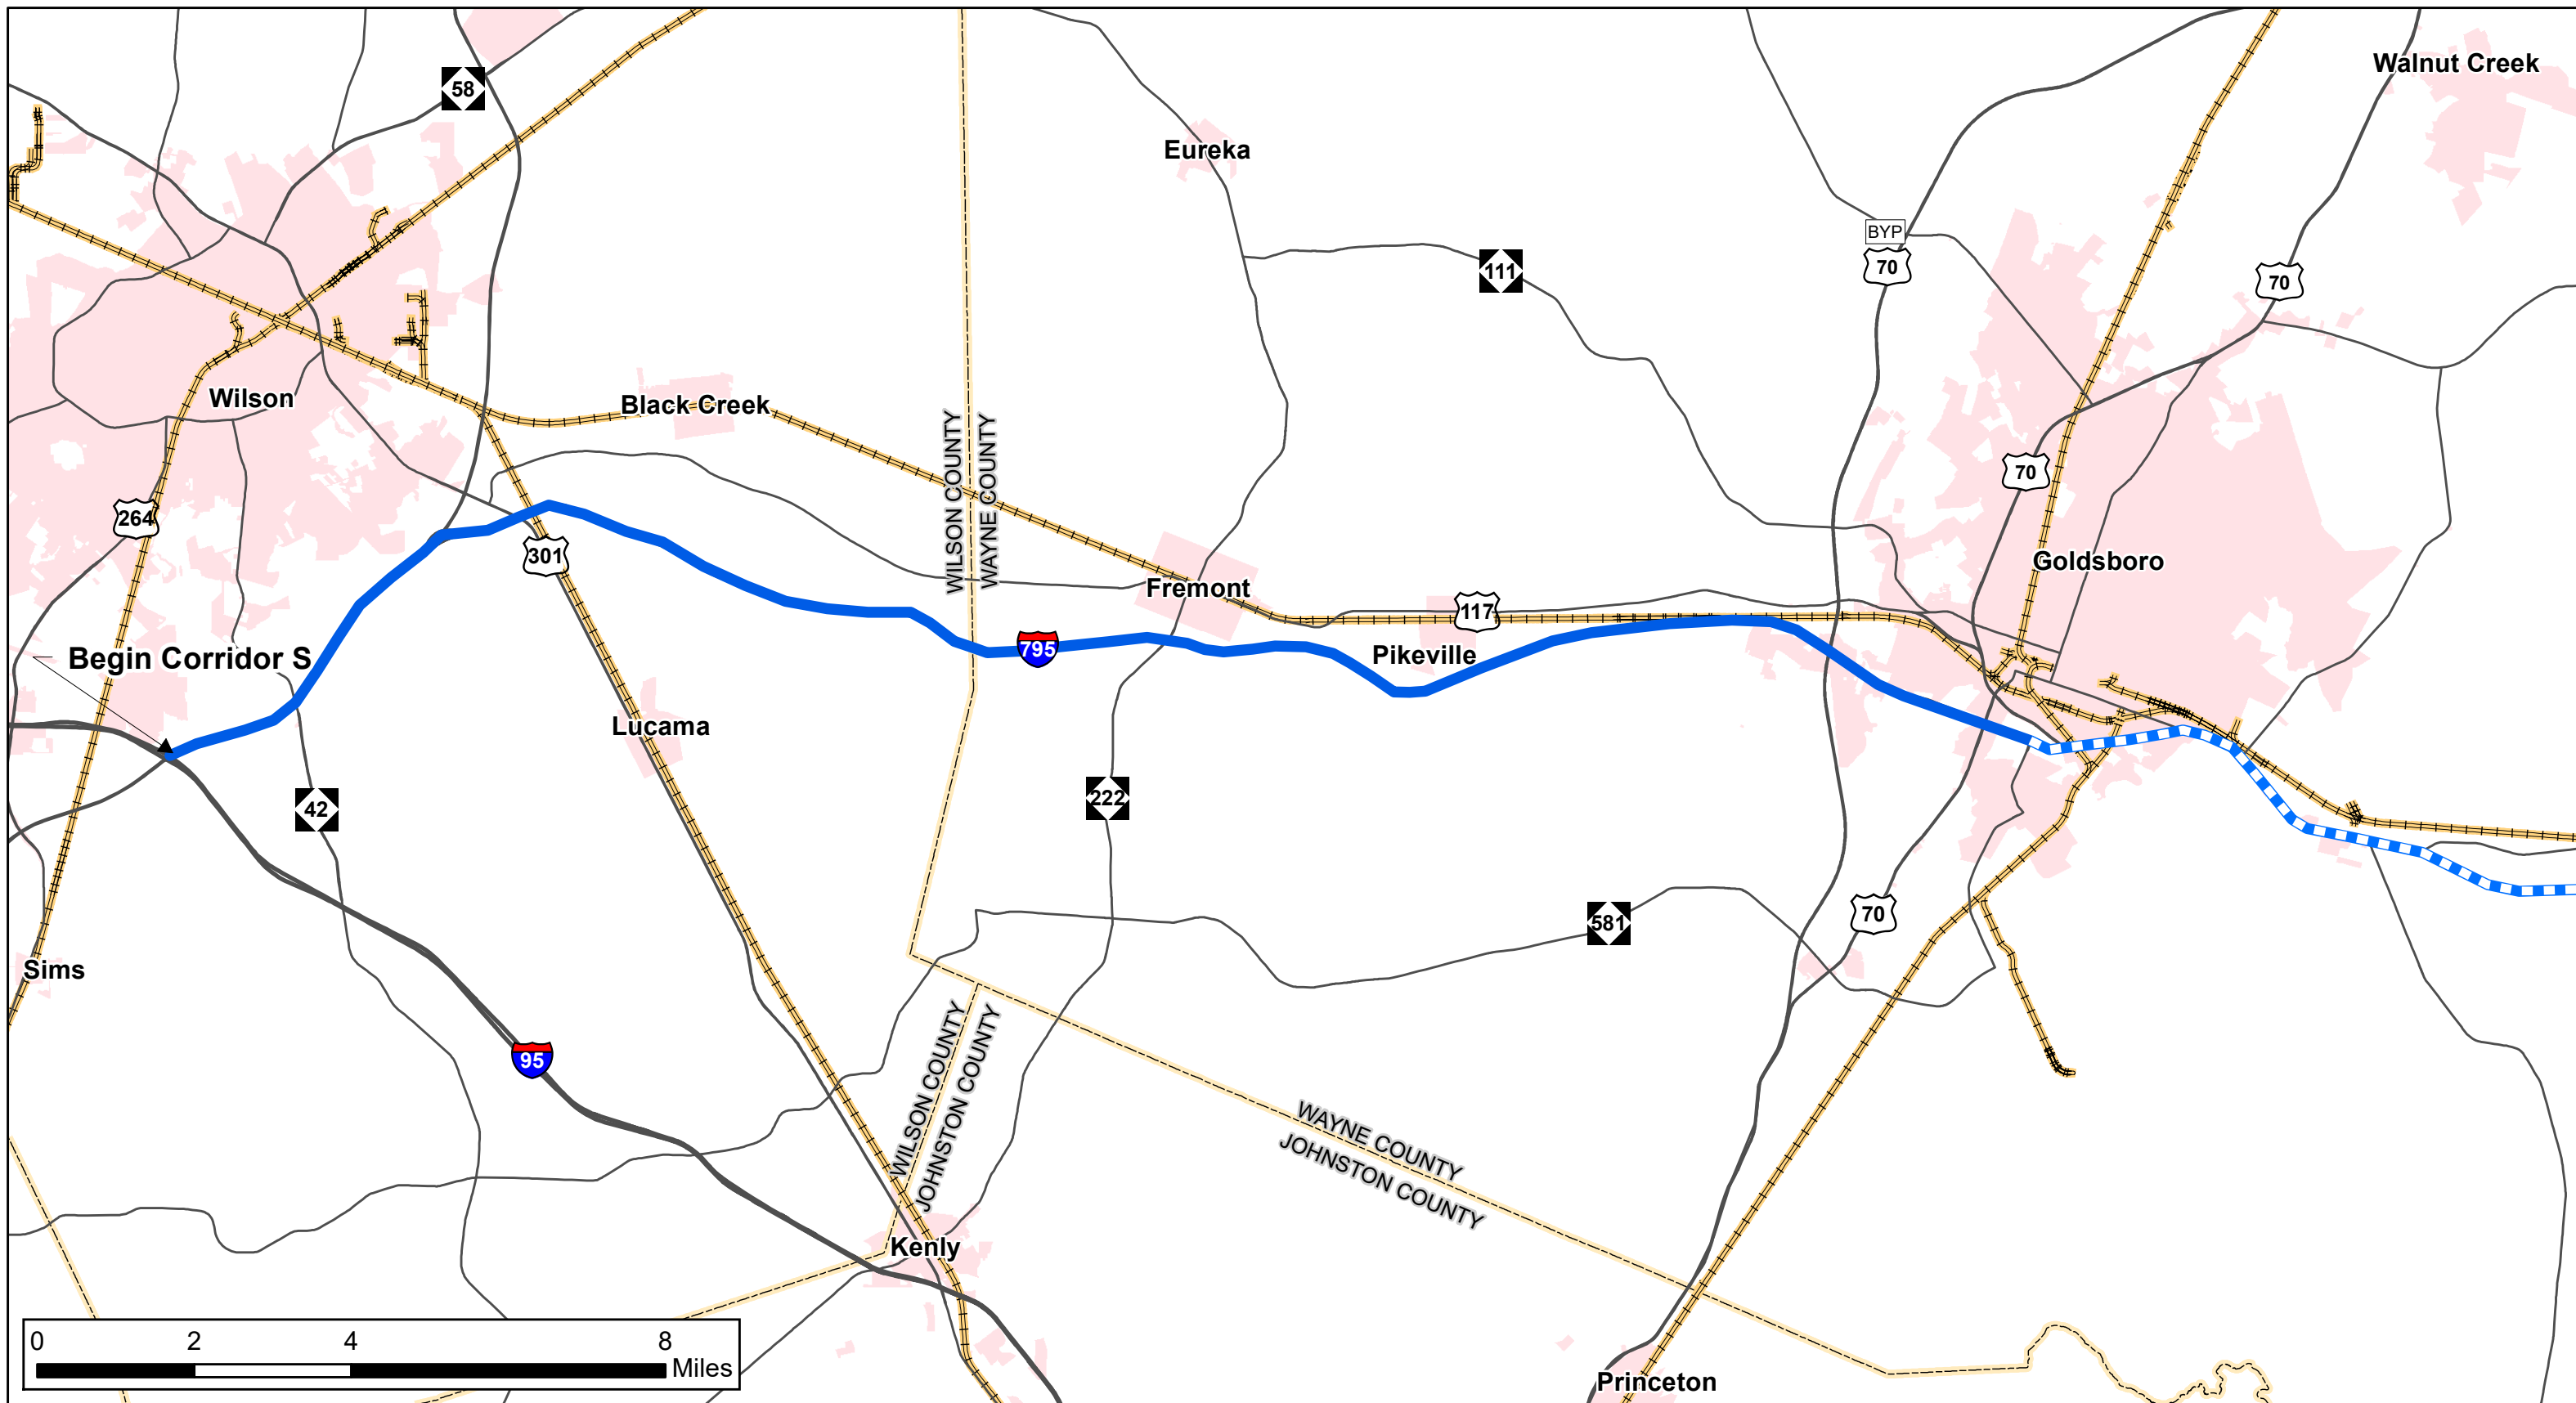 Walnut Creek
58
Eureka
BYP
70
111
70
Wilson
Black Creek
WILSON COUNTY
WAYNE COUNTY
70
264
301
Goldsboro
Fremont
117
795
Pikeville
Begin Corridor S
Lucama
42
222
581
70
Sims
95
WILSON COUNTY
JOHNSTON COUNTY
WAYNE COUNTY
JOHNSTON COUNTY
Kenly
0 2 4 8
Miles
Princeton